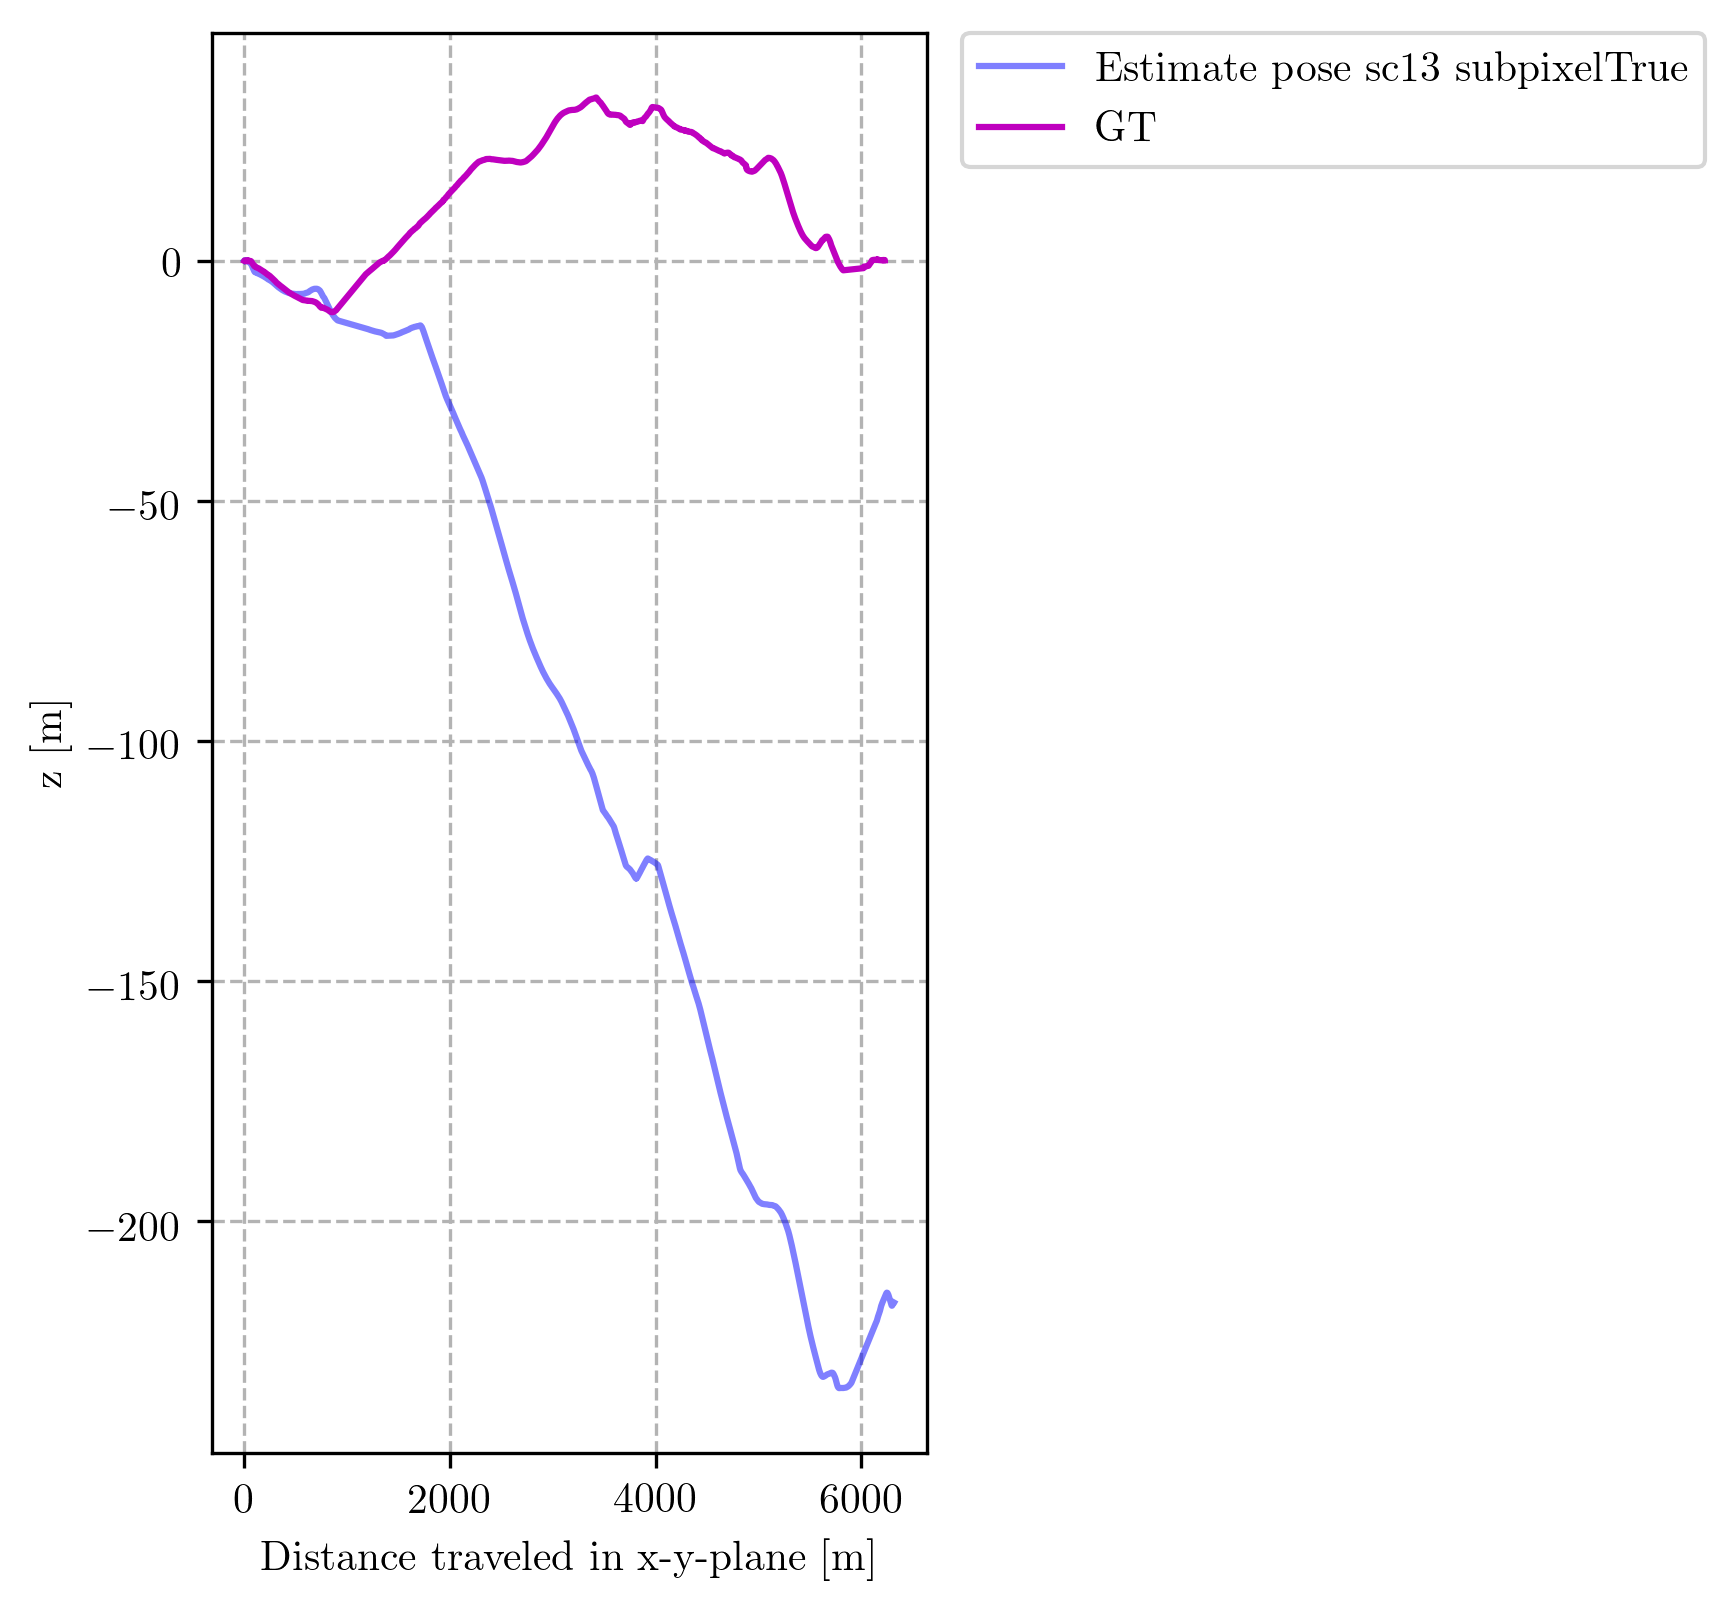 Estimate pose sc13 subpixelTrue
GT
0
−50
−100
−150
−200
z [m]
0 2000 4000 6000
Distance traveled in x-y-plane [m]